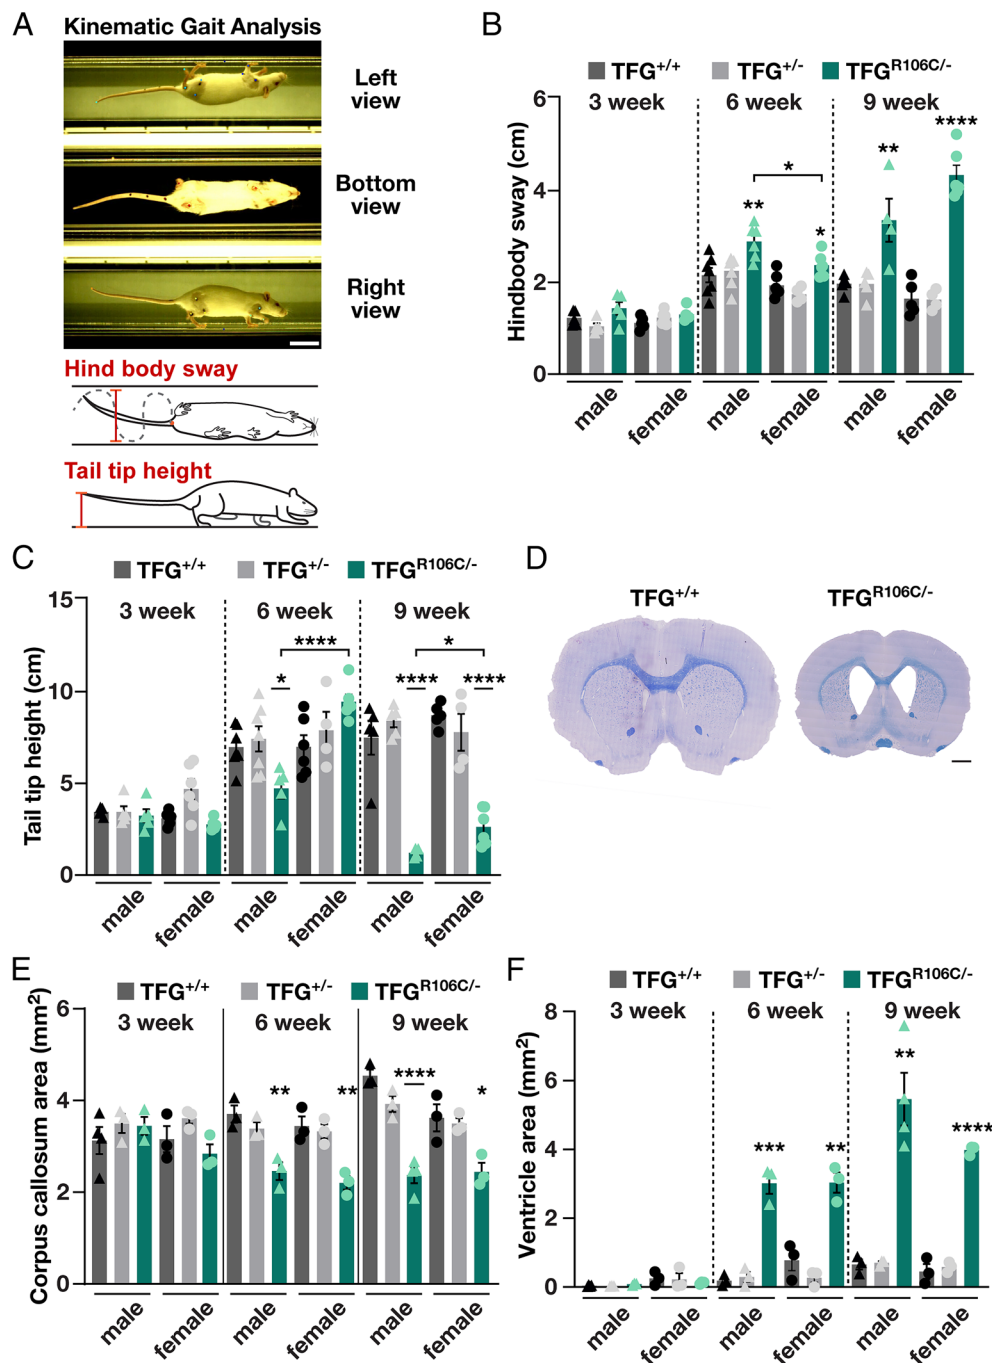 A
Kinematic Gait Analysis
Left
view
Bottom
view
Right
view
Hind body sway
Tail tip height
B
TFG+/+ TFG+/- TFGR106C/-
3 week 6 week 9 week
Hindbody sway (cm)
6
4
2
0
**
*
*
**
****
male female male female male female
C
TFG+/+ TFG+/- TFGR106C/-
3 week 6 week 9 week
Tail tip height (cm)
15
10
5
0
*
****
****
*
****
male female male female male female
D
TFG+/+ TFGR106C/-
E
TFG+/+ TFG+/- TFGR106C/-
3 week 6 week 9 week
Corpus callosum area (mm²)
6
4
2
0
**
**
****
*
male female male female male female
F
TFG+/+ TFG+/- TFGR106C/-
3 week 6 week 9 week
Ventricle area (mm²)
8
6
4
2
0
***
**
**
****
male female male female male female